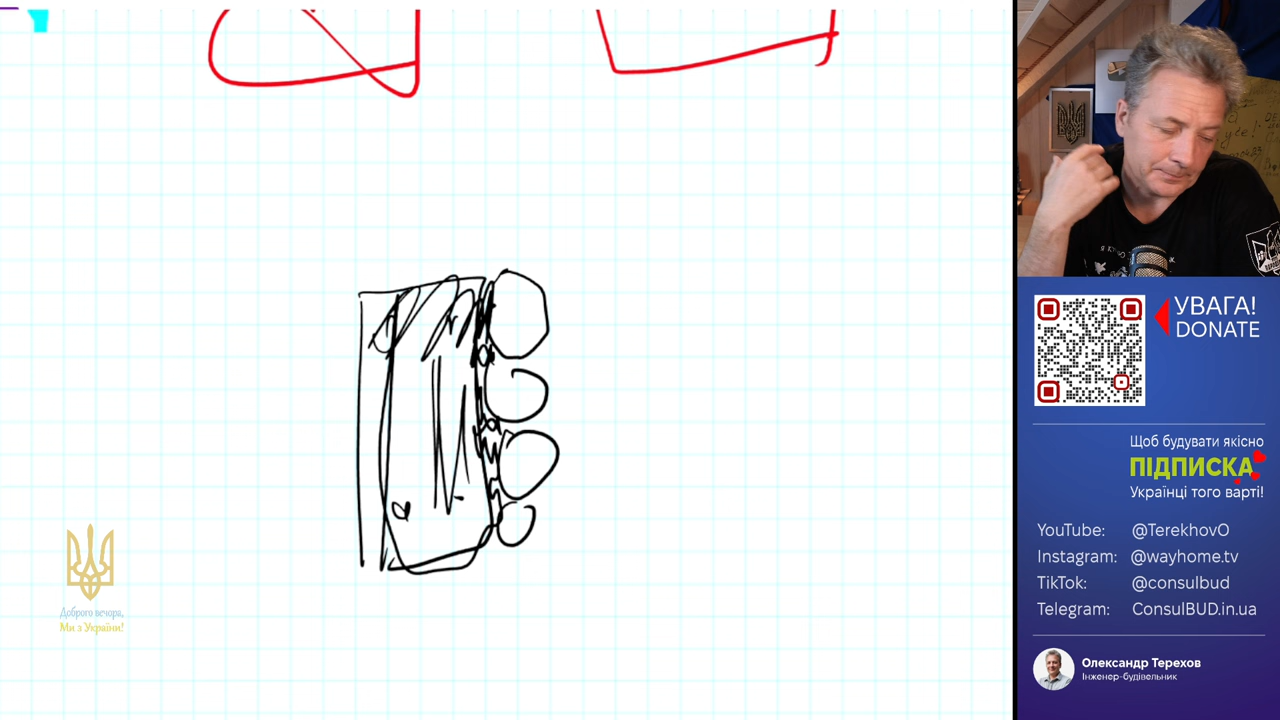 УВАГА!
DONATE
Щоб будувати якісно
ПІДПИСКА
Українці того варті!
YouTube: @TerekhovO
Instagram: @wayhome.tv
TikTok: @consulbud
Telegram: ConsulBUD.in.ua
Олександр Терехов
Інженер-будівельник
Доброго вечора,
Ми з України!